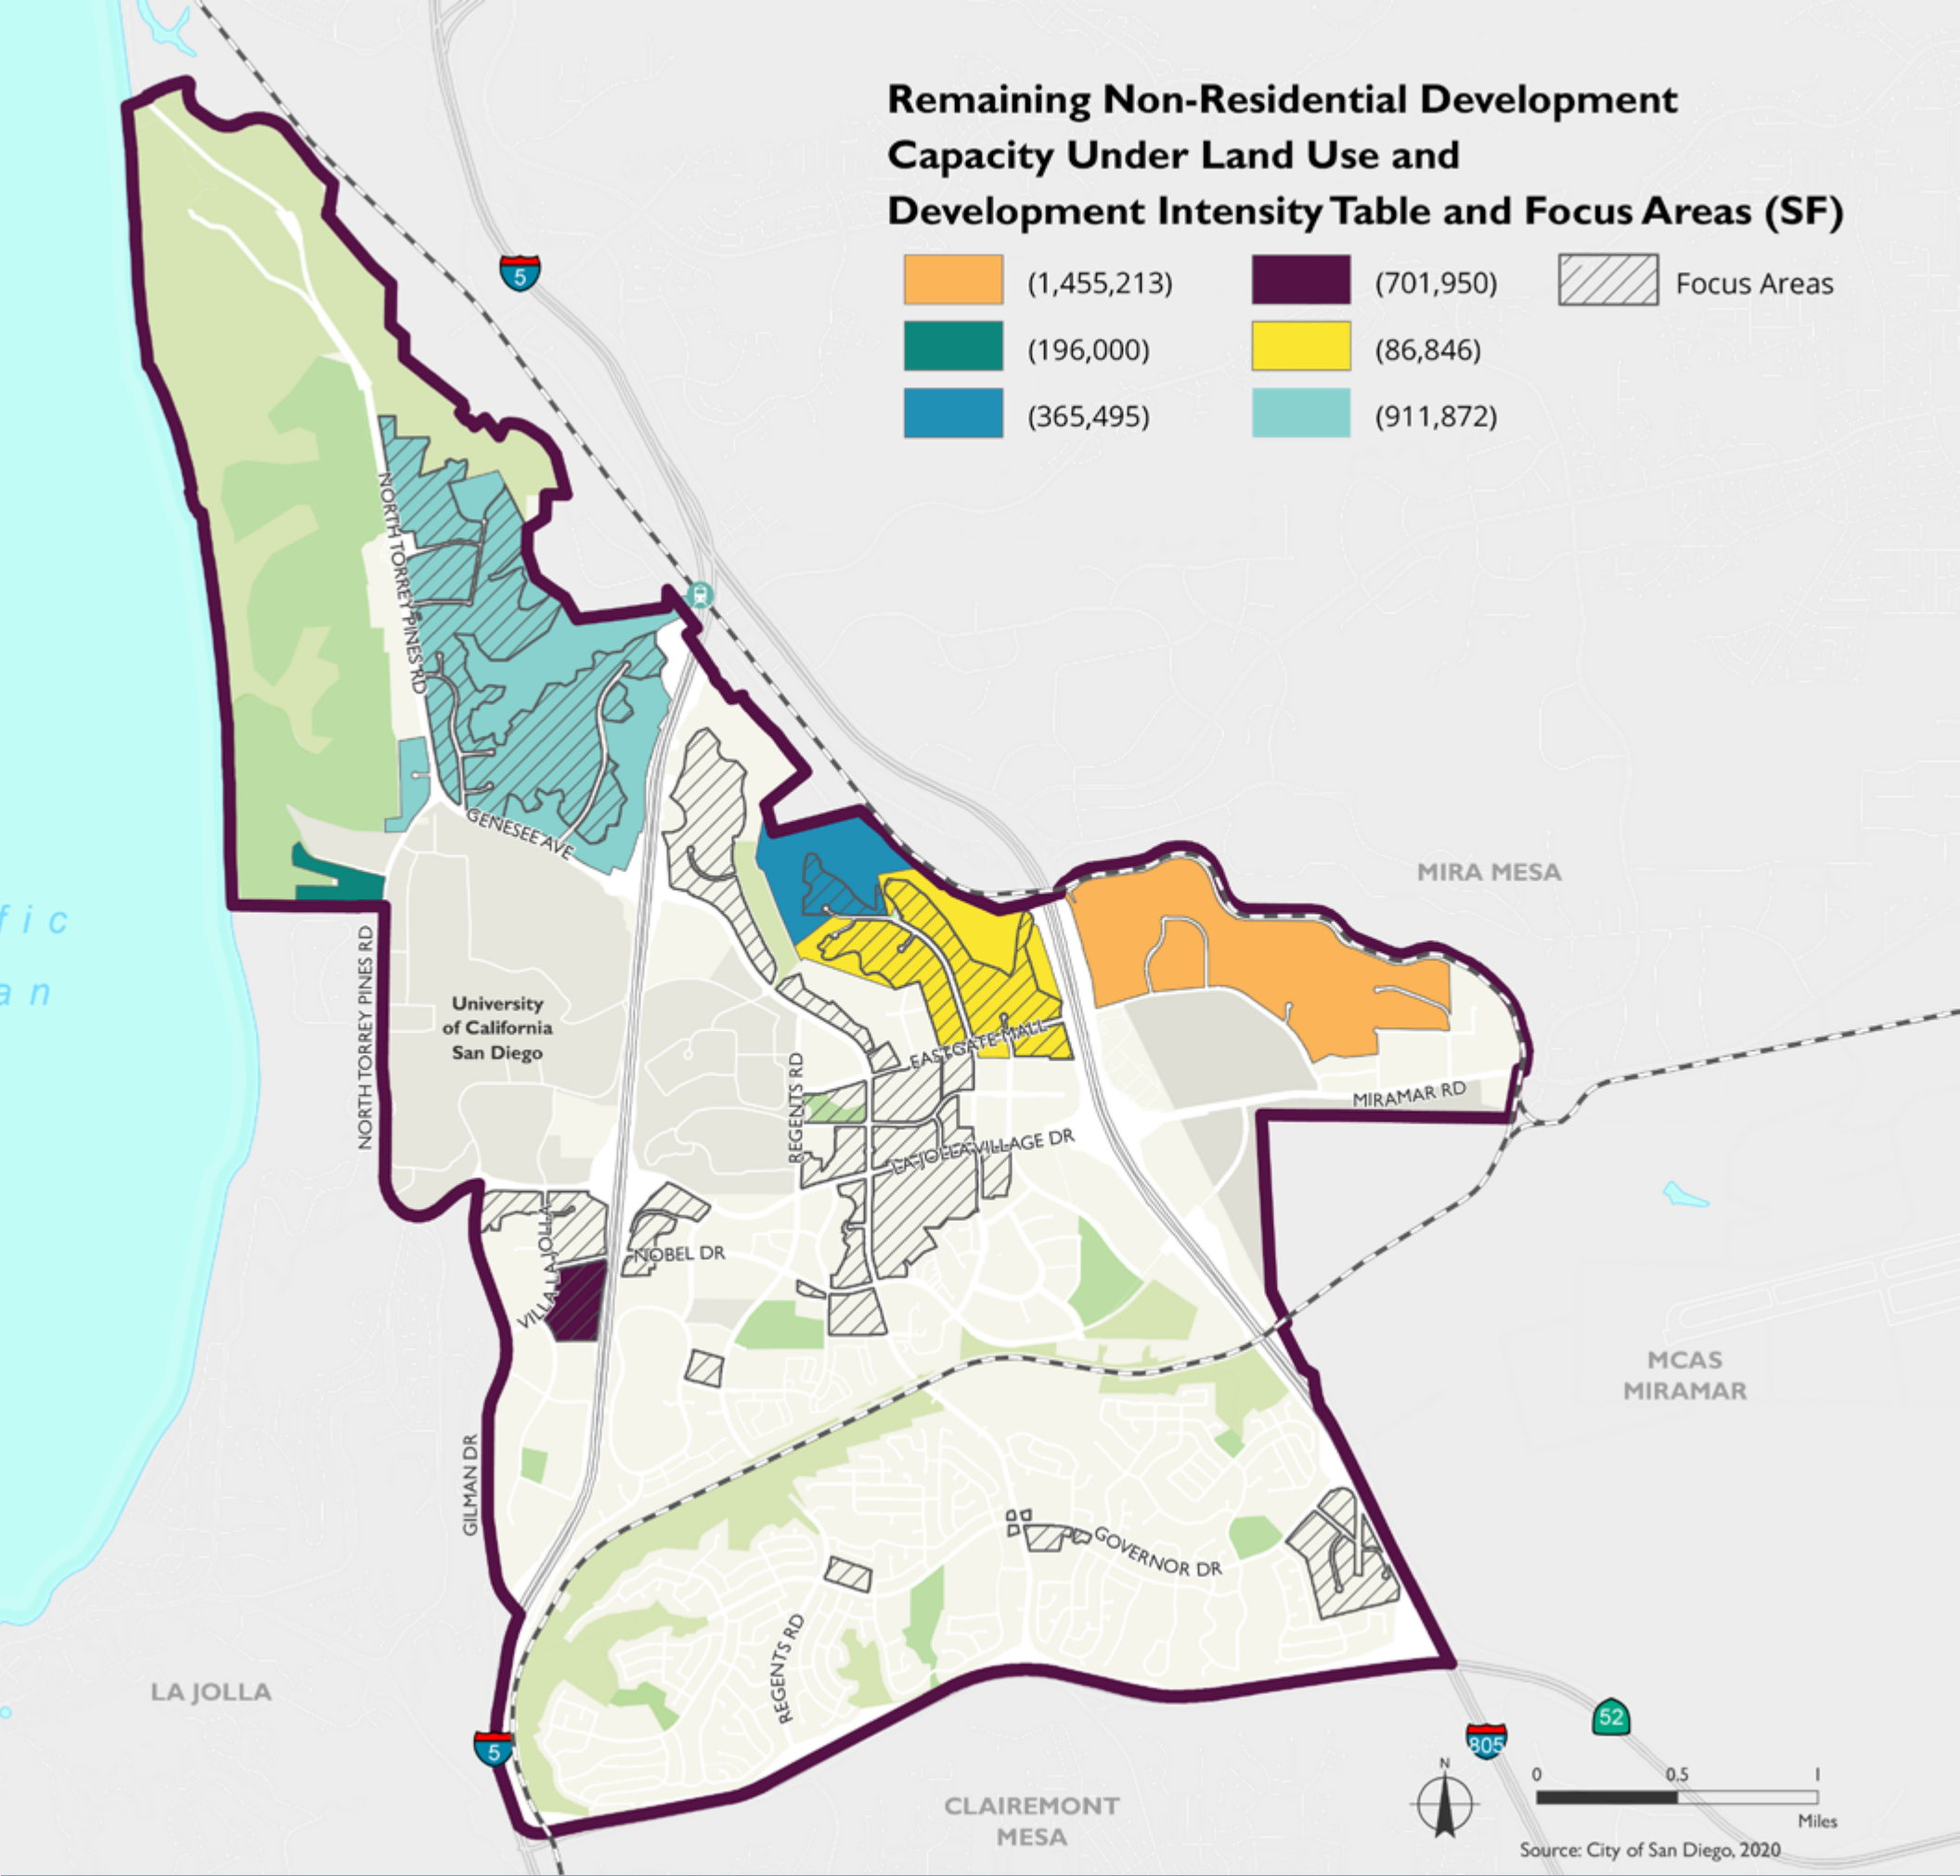 Remaining Non-Residential Development
Capacity Under Land Use and
Development Intensity Table and Focus Areas (SF)
(1,455,213)
(701,950)
Focus Areas
(196,000)
(86,846)
(365,495)
(911,872)
5
NORTH TORREY PINES RD
GENESEE AVE
MIRA MESA
fic
an
NORTH TORREY PINES RD
University
of California
San Diego
EASTGATE MALL
REGENTS RD
MIRAMAR RD
LA JOLLA VILLAGE DR
VILLA LA JOLLA
NOBEL DR
MCAS
MIRAMAR
GILMAN DR
GOVERNOR DR
REGENTS RD
LA JOLLA
5
52
805
CLAIREMONT
MESA
N
0
0.5
1
Miles
Source: City of San Diego, 2020